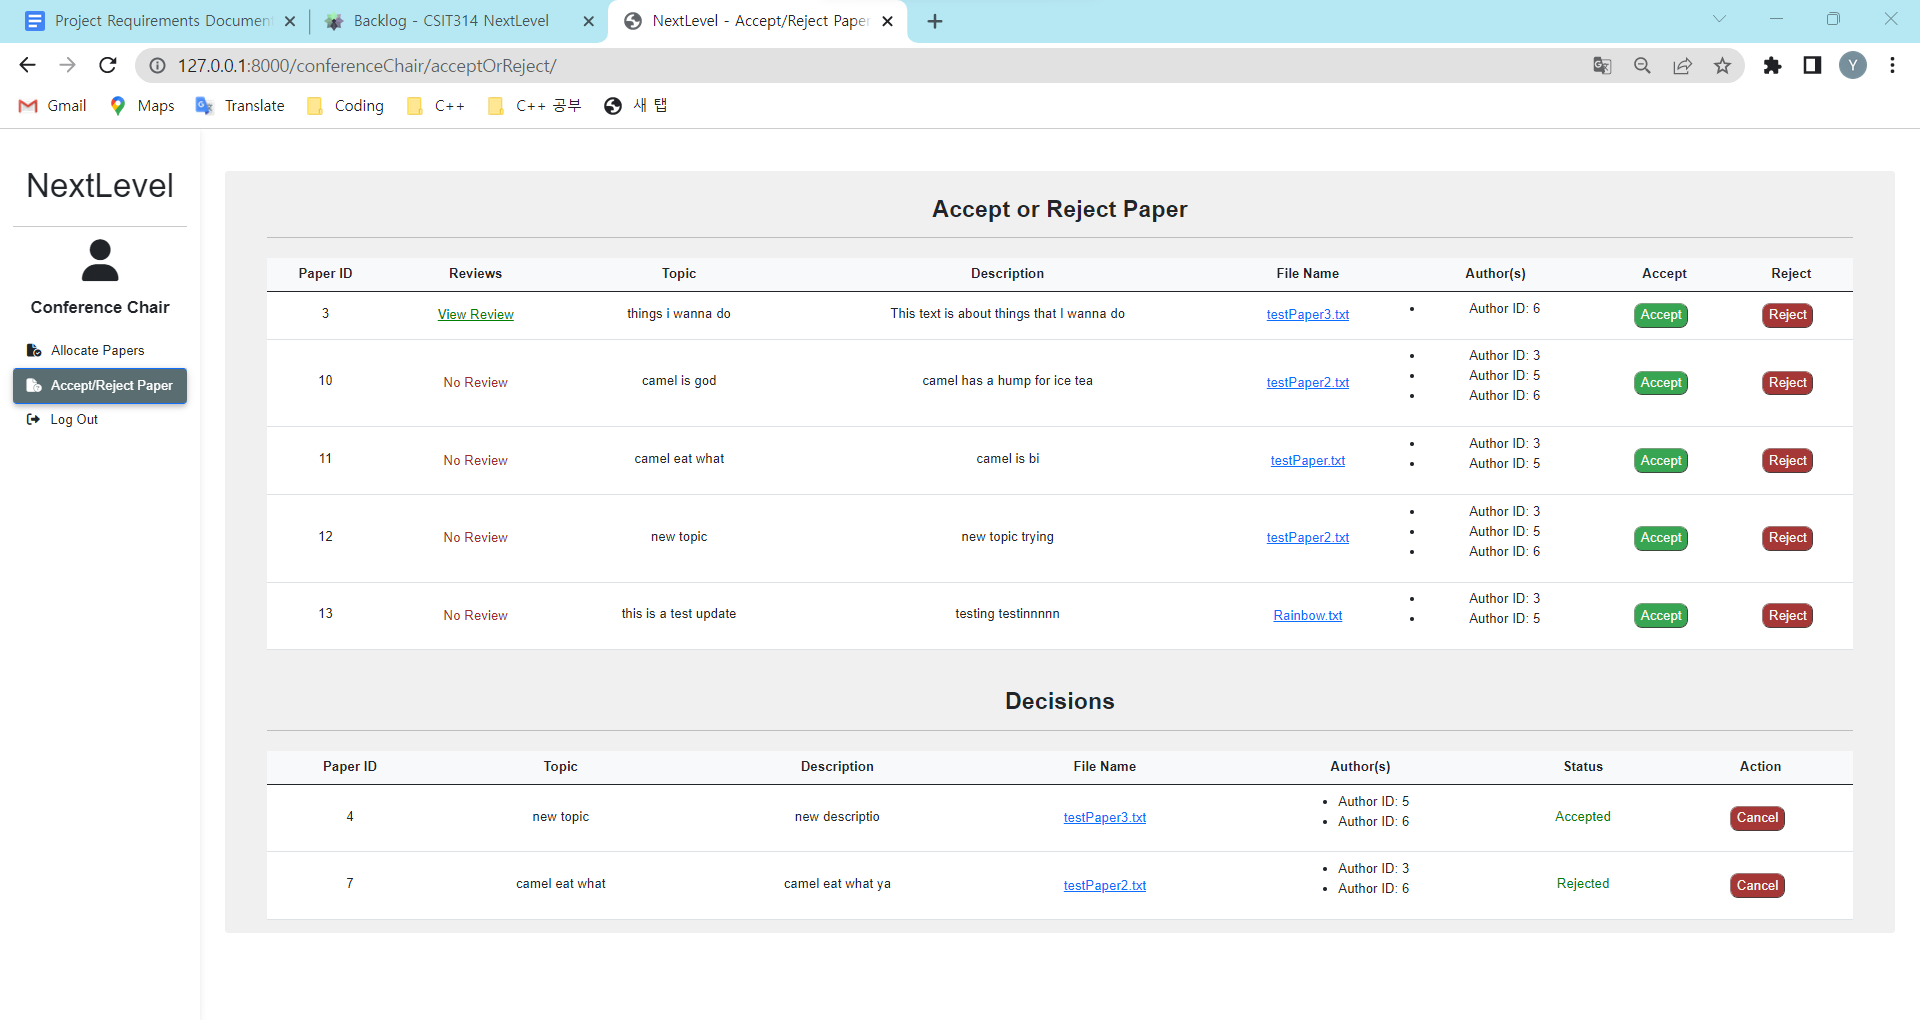 Project Requirements Documen
Backlog - CSIT314 NextLevel
NextLevel - Accept/Reject Paper
127.0.0.1:8000/conferenceChair/acceptOrReject/
Y
Gmail Maps Translate Coding C++ C++ 공부 새 탭
NextLevel
Conference Chair
Allocate Papers
Accept/Reject Paper
Log Out
Accept or Reject Paper
Paper ID Reviews Topic Description File Name Author(s) Accept Reject
3 View Review things i wanna do This text is about things that I wanna do testPaper3.txt • Author ID: 6 Accept Reject
10 No Review camel is god camel has a hump for ice tea testPaper2.txt • Author ID: 3
• Author ID: 5
• Author ID: 6 Accept Reject
11 No Review camel eat what camel is bi testPaper.txt • Author ID: 3
• Author ID: 5 Accept Reject
12 No Review new topic new topic trying testPaper2.txt • Author ID: 3
• Author ID: 5
• Author ID: 6 Accept Reject
13 No Review this is a test update testing testinnnnn Rainbow.txt • Author ID: 3
• Author ID: 5 Accept Reject
Decisions
Paper ID Topic Description File Name Author(s) Status Action
4 new topic new descriptio testPaper3.txt • Author ID: 5
• Author ID: 6 Accepted Cancel
7 camel eat what camel eat what ya testPaper2.txt • Author ID: 3
• Author ID: 6 Rejected Cancel